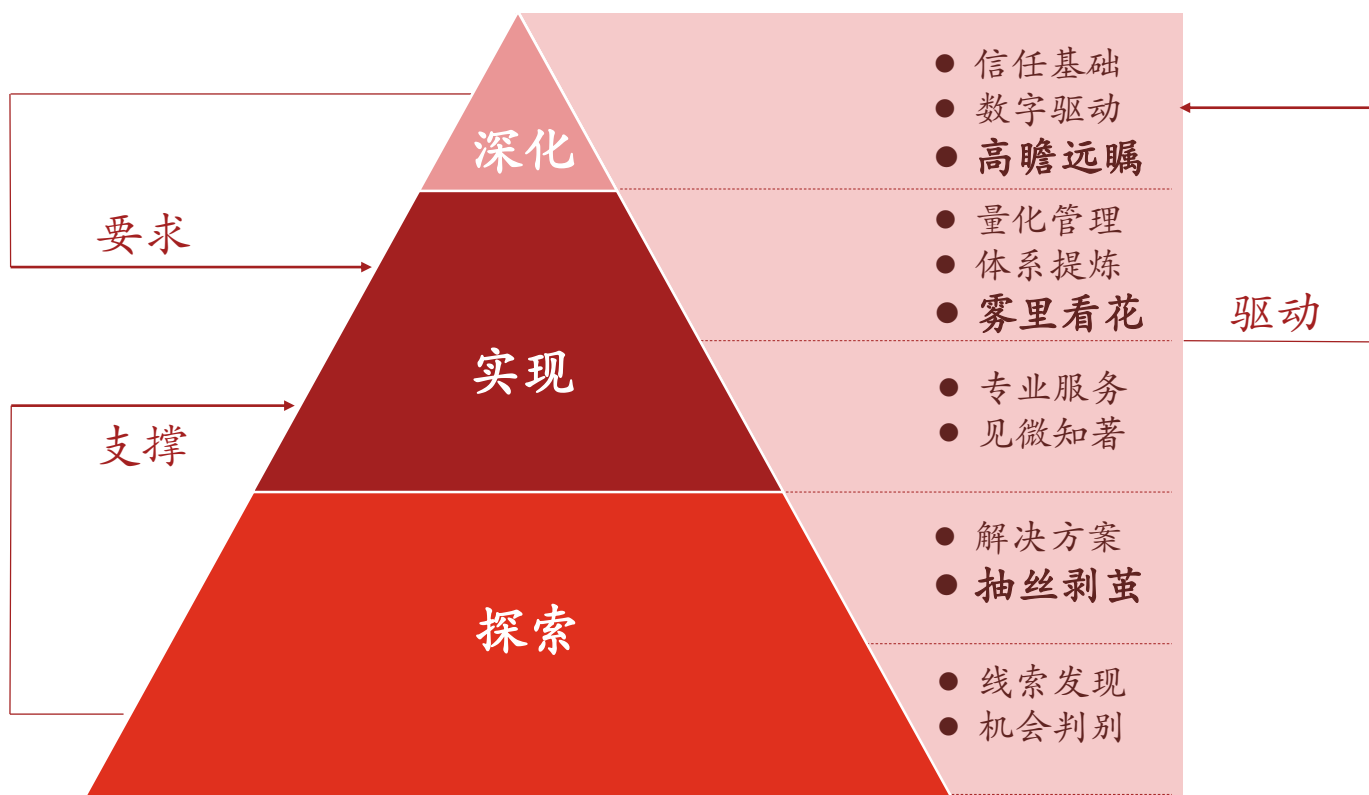 深化
实现
探索
要求
支撑
信任基础
数字驱动
高瞻远瞩
量化管理
体系提炼
雾里看花
专业服务
见微知著
解决方案
抽丝剥茧
线索发现
机会判别
驱动